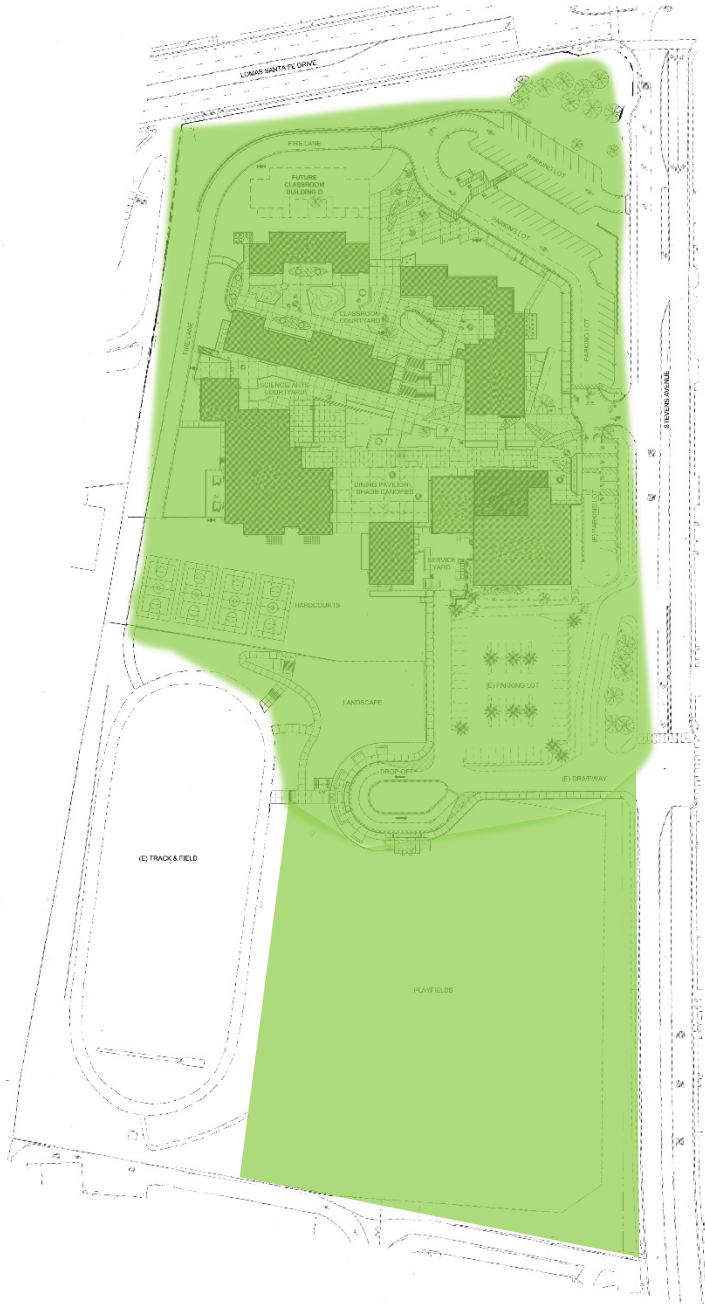 LOMAS SANTA FE DRIVE
FIRE LANE
PARKING LOT
FUTURE
CLASSROOM
BUILDING D
PARKING LOT
CLASSROOM
COURTYARD
FIRE LANE
PARKING LOT
SCIENCE/ARTS
COURTYARD
STEVENS AVENUE
DINING PAVILION
SHADE CANOPIES
(E) PARKING LOT
SERVICE
YARD
HARDCOURTS
(E) PARKING LOT
LANDSCAPE
DROP-OFF
(E) DRIVEWAY
(E) TRACK & FIELD
PLAYFIELDS